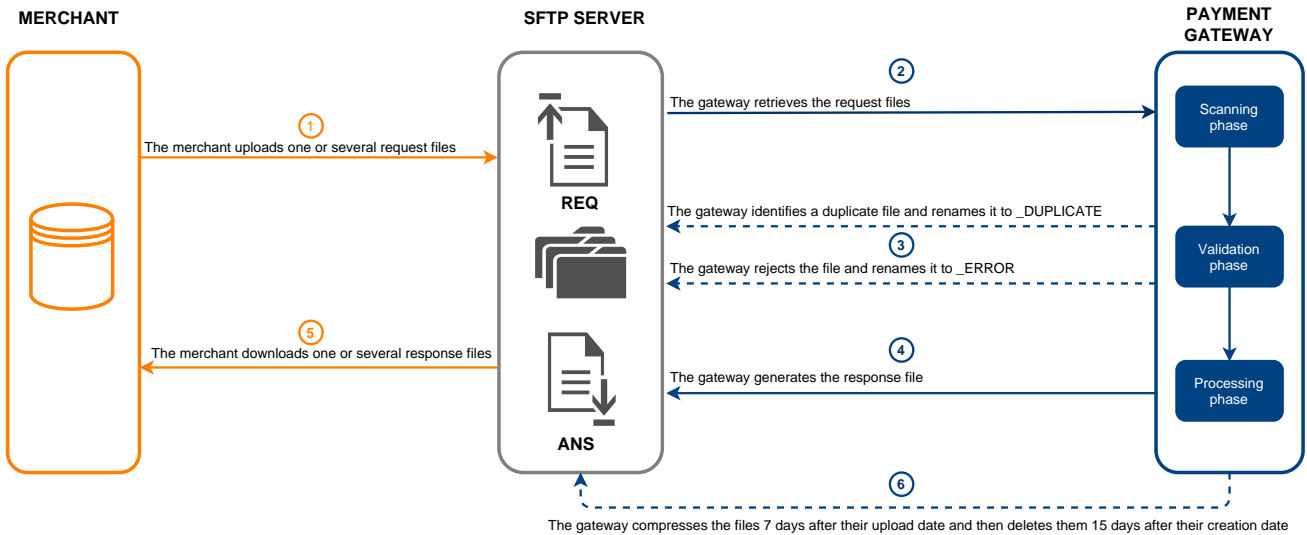 MERCHANT
SFTP SERVER
PAYMENT
GATEWAY
1
The merchant uploads one or several request files
REQ
2
The gateway retrieves the request files
Scanning
phase
The gateway identifies a duplicate file and renames it to _DUPLICATE
3
The gateway rejects the file and renames it to _ERROR
Validation
phase
4
The gateway generates the response file
Processing
phase
5
The merchant downloads one or several response files
ANS
6
The gateway compresses the files 7 days after their upload date and then deletes them 15 days after their creation date